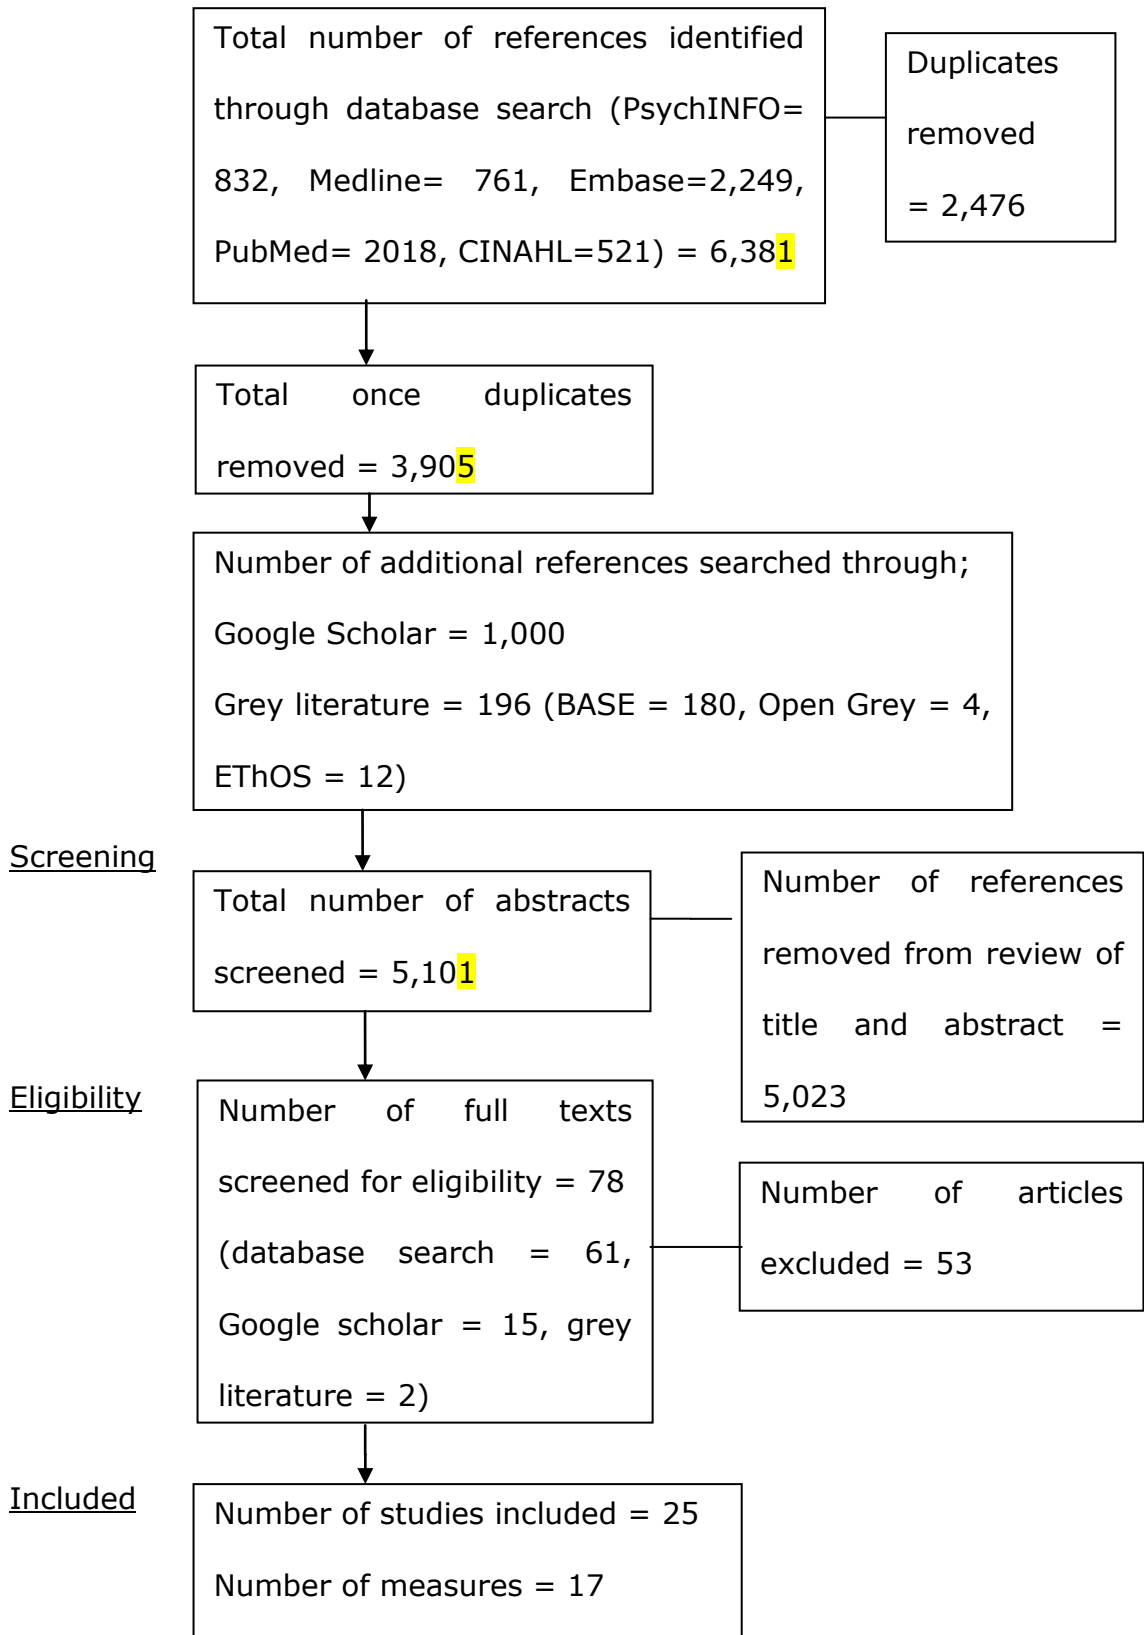 Total number of references identified
through database search (PsychINFO=
832, Medline= 761, Embase=2,249,
PubMed= 2018, CINAHL=521) = 6,381
Duplicates
removed
= 2,476
Total once duplicates
removed = 3,905
Number of additional references searched through;
Google Scholar = 1,000
Grey literature = 196 (BASE = 180, Open Grey = 4,
EThOS = 12)
Screening
Total number of abstracts
screened = 5,101
Number of references
removed from review of
title and abstract =
5,023
Eligibility
Number of full texts
screened for eligibility = 78
(database search = 61,
Google scholar = 15, grey
literature = 2)
Number of articles
excluded = 53
Included
Number of studies included = 25
Number of measures = 17